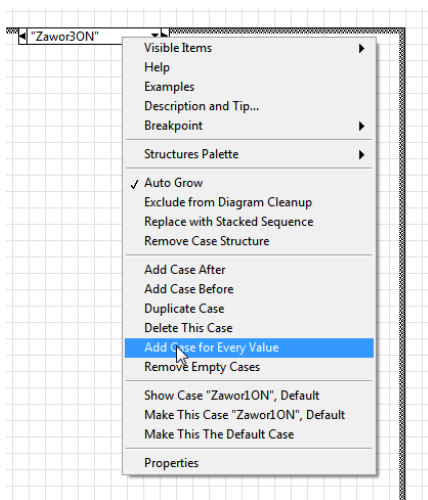 "Zawor3ON"
Visible Items
Help
Examples
Description and Tip...
Breakpoint
Structures Palette
Auto Grow
Exclude from Diagram Cleanup
Replace with Stacked Sequence
Remove Case Structure
Add Case After
Add Case Before
Duplicate Case
Delete This Case
Add Case for Every Value
Remove Empty Cases
Show Case "Zawor1ON", Default
Make This Case "Zawor1ON", Default
Make This The Default Case
Properties